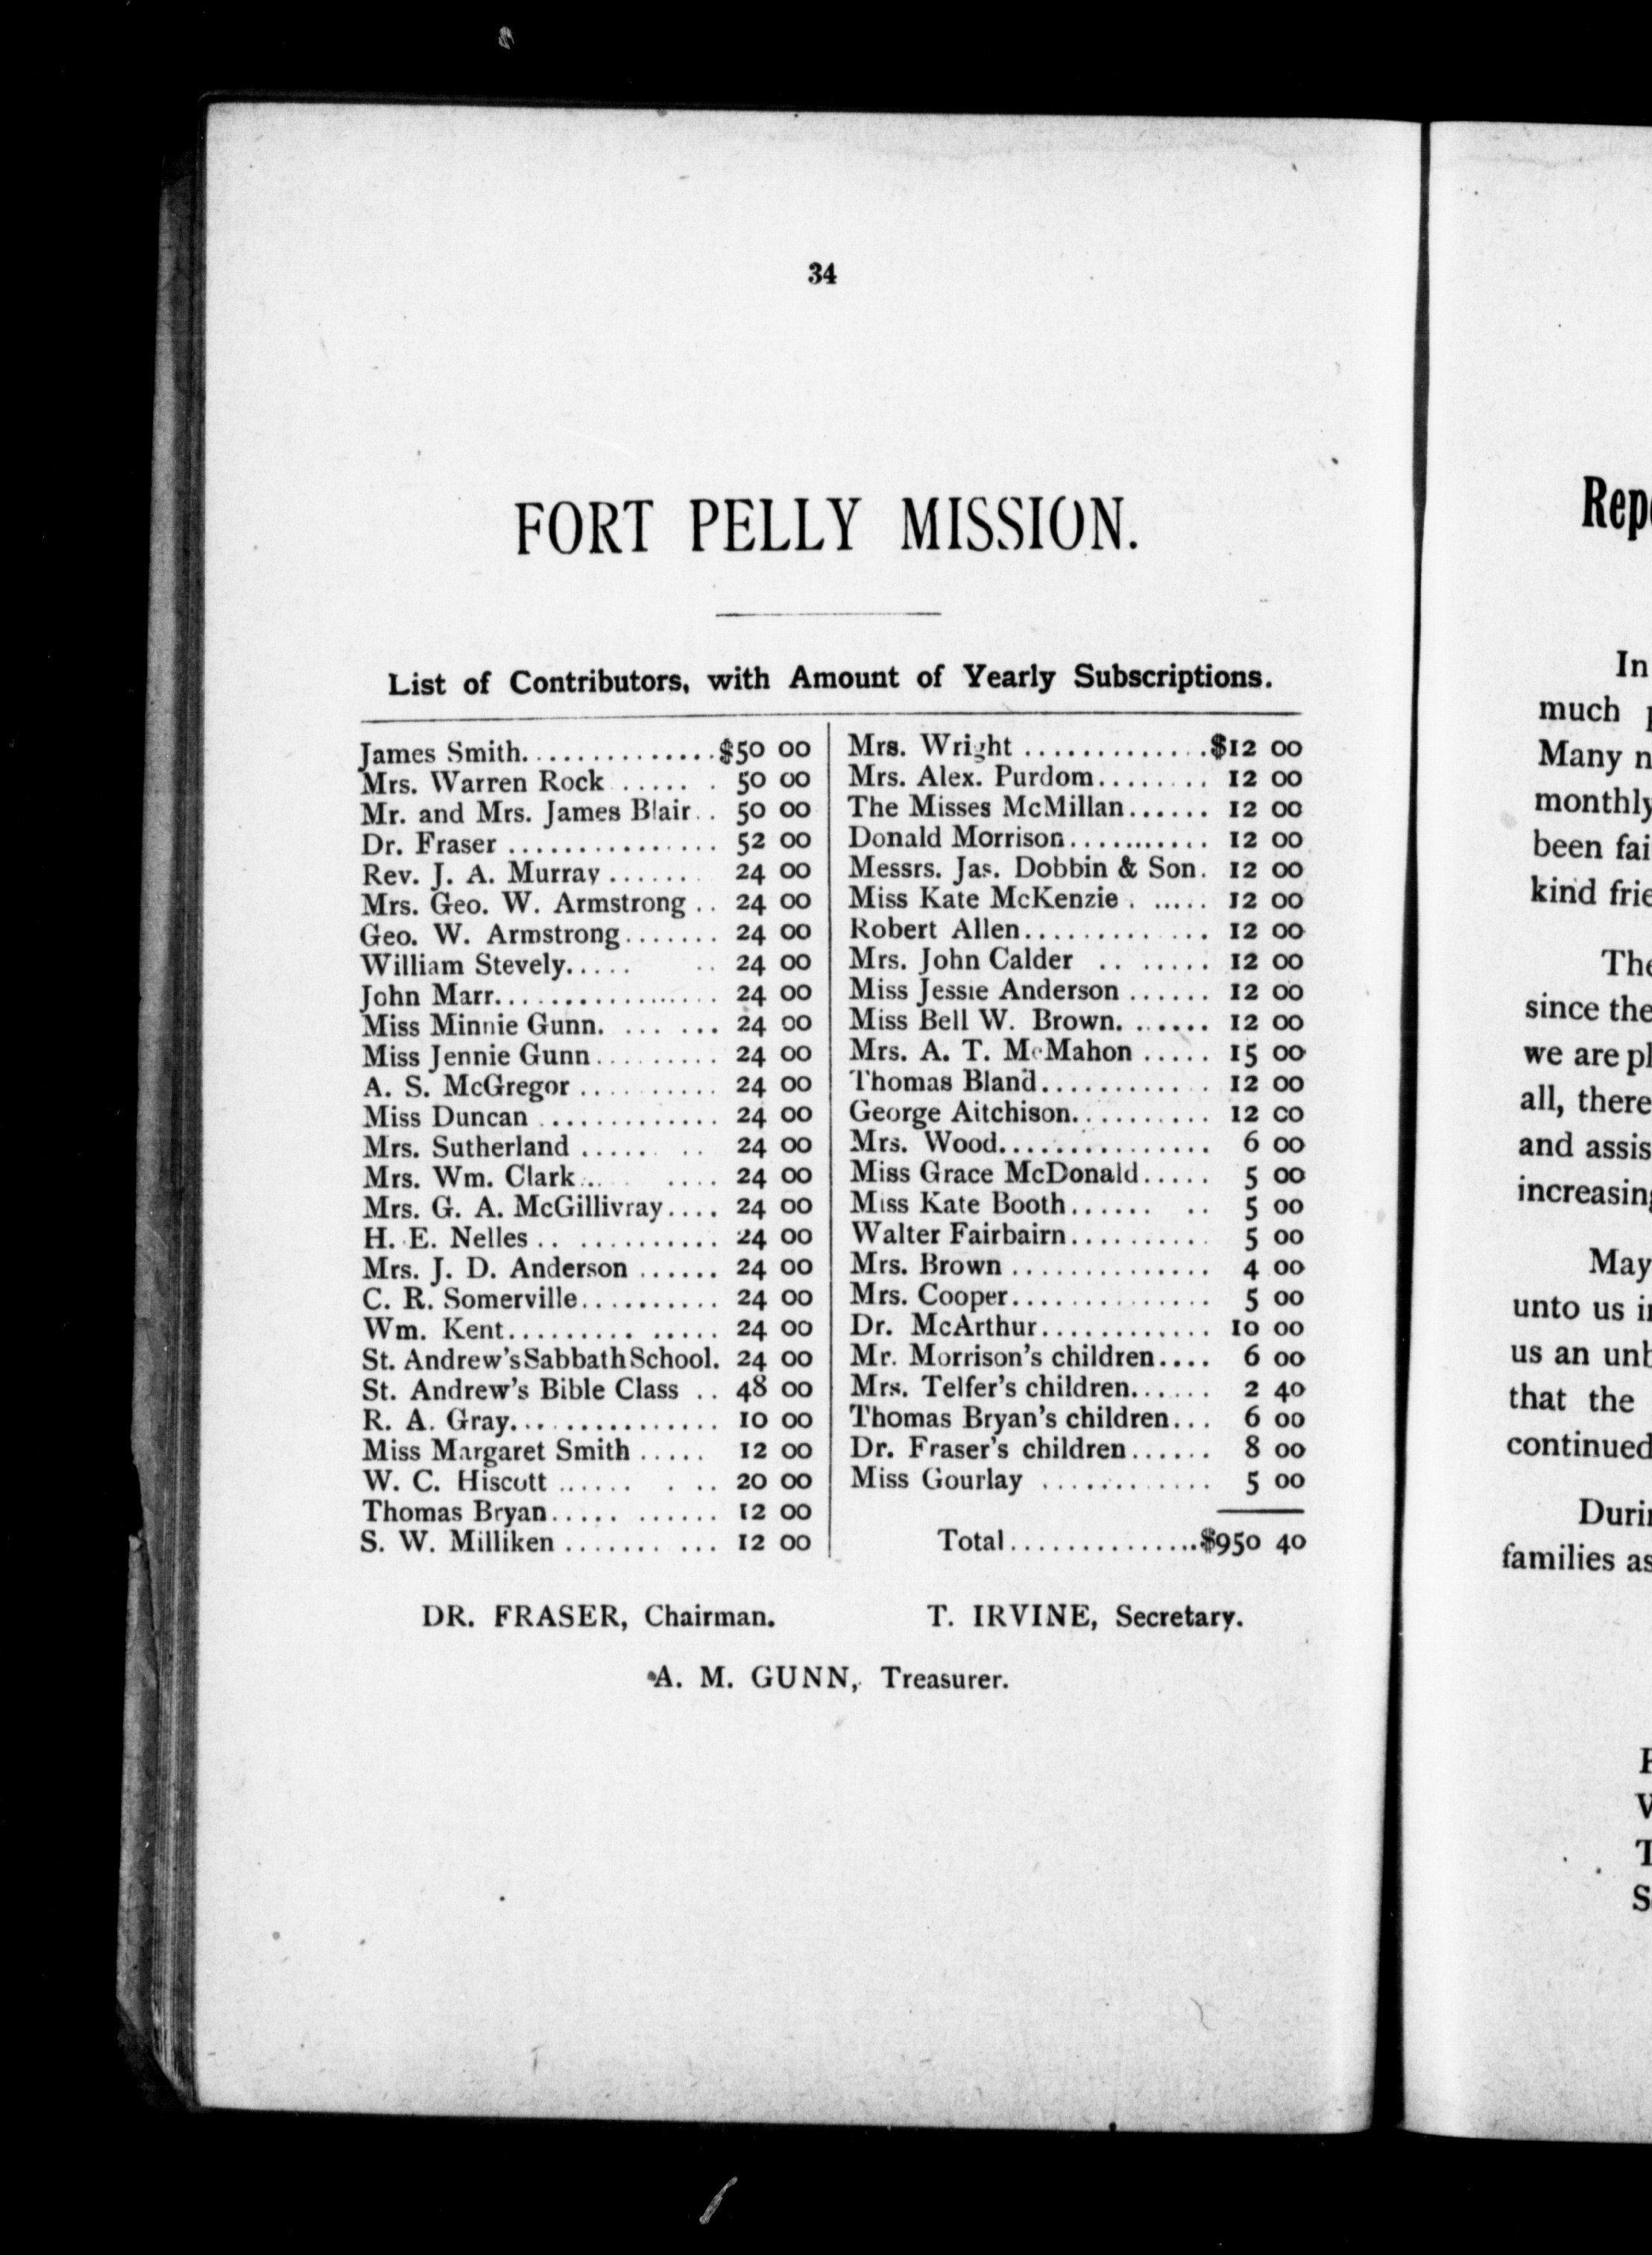 34
FORT PELLY MISSION.
List of Contributors, with Amount of Yearly Subscriptions.
James Smith...............$50 00
Mrs. Warren Rock ...... . 50 00
Mr. and Mrs. James Blair.. 50 00
Dr. Fraser ............... 52 00
Rev. J. A. Murray ....... 24 00
Mrs. Geo. W. Armstrong .. 24 00
Geo. W. Armstrong....... 24 00
William Stevely..... .. 24 00
John Marr.................. 24 00
Miss Minnie Gunn. ....... 24 00
Miss Jennie Gunn......... 24 00
A. S. McGregor .......... 24 00
Miss Duncan ............. 24 00
Mrs. Sutherland ...... .. 24 00
Mrs. Wm. Clark... .... 24 00
Mrs. G. A. McGillivray.... 24 00
H. E. Nelles .. .......... 24 00
Mrs. J. D. Anderson ...... 24 00
C. R. Somerville.......... 24 00
Wm. Kent......... ..... 24 00
St. Andrew's Sabbath School. 24 00
St. Andrew's Bible Class .. 48 00
R. A. Gray............... 10 00
Miss Margaret Smith ..... 12 00
W. C. Hiscott ...... . .. 20 00
Thomas Bryan..... ...... 12 00
S. W. Milliken ........... 12 00
Mrs. Wright .............$12 00
Mrs. Alex. Purdom........ 12 00
The Misses McMillan...... 12 00
Donald Morrison.......... 12 00
Messrs. Jas. Dobbin & Son. 12 00
Miss Kate McKenzie . ..... 12 00
Robert Allen............. 12 00
Mrs. John Calder .. ...... 12 00
Miss Jessie Anderson ...... 12 00
Miss Bell W. Brown. ...... 12 00
Mrs. A. T. McMahon ..... 15 00
Thomas Bland............ 12 00
George Aitchison.......... 12 00
Mrs. Wood............... 6 00
Miss Grace McDonald..... 5 00
Miss Kate Booth...... .. 5 00
Walter Fairbairn.......... 5 00
Mrs. Brown .............. 4 00
Mrs. Cooper.............. 5 00
Dr. McArthur............ 10 00
Mr. Morrison's children.... 6 00
Mrs. Telfer's children...... 2 40
Thomas Bryan's children... 6 00
Dr. Fraser's children...... 8 00
Miss Gourlay ............ 5 00
Total..............$950 40
DR. FRASER, Chairman. T. IRVINE, Secretary.
A. M. GUNN, Treasurer.
In
much
Many
monthly
been
kind
The
since the
we are
all, there
and
May
unto us
us an
that the
continued
families